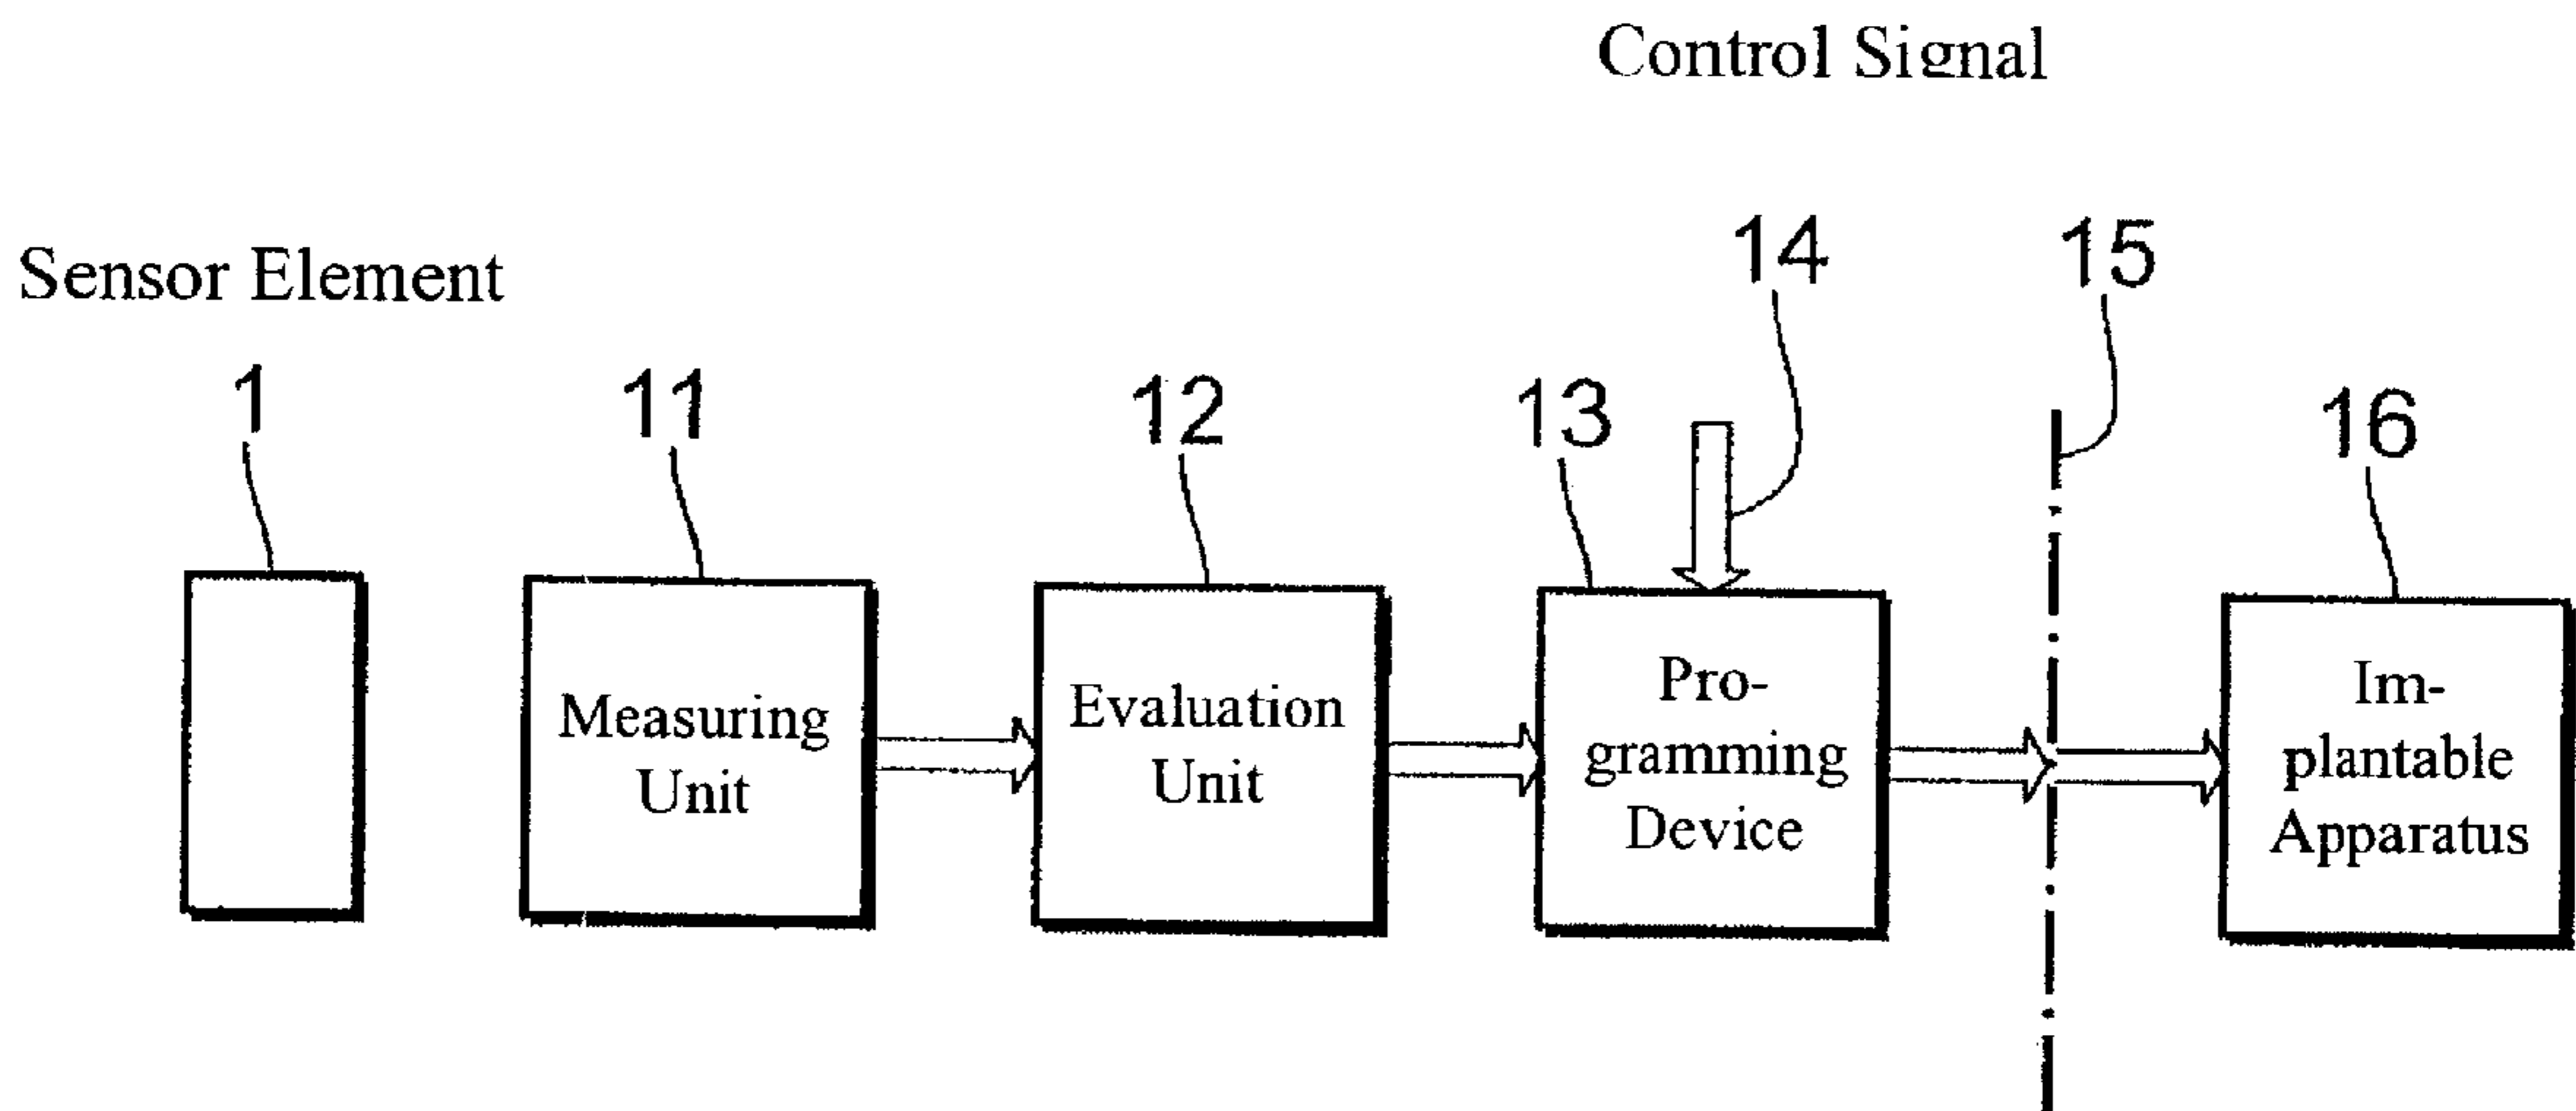 Control Signal
Sensor Element
14
15
1
11
12
13
16
Measuring
Unit
Evaluation
Unit
Pro-
gramming
Device
Im-
plantable
Apparatus